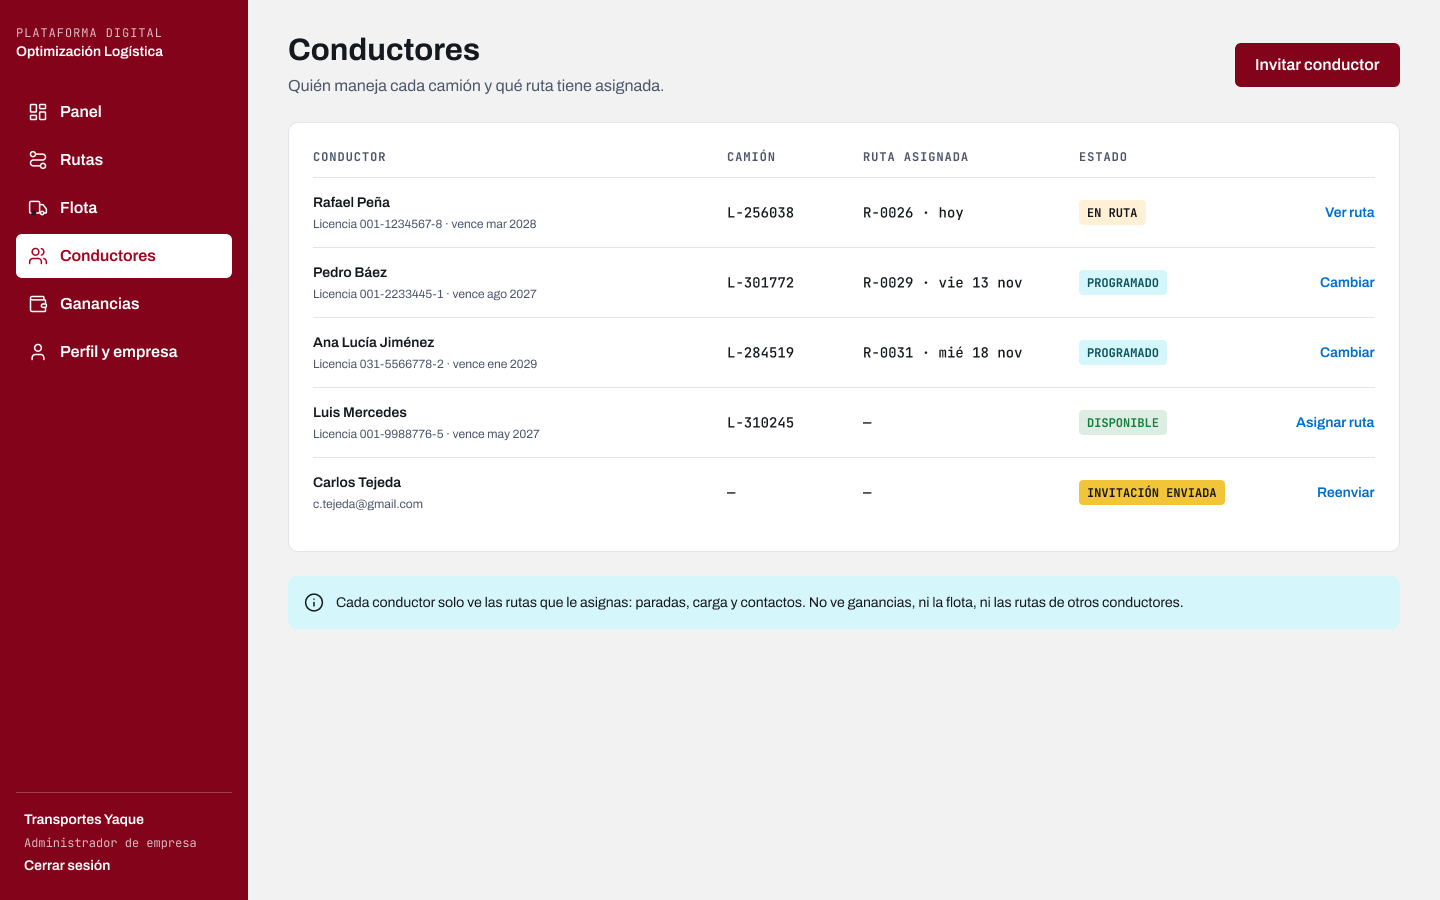 PLATAFORMA DIGITAL
Optimización Logística
Panel
Rutas
Flota
Conductores
Ganancias
Perfil y empresa
Transportes Yaque
Administrador de empresa
Cerrar sesión
Conductores
Quién maneja cada camión y qué ruta tiene asignada.
Invitar conductor
CONDUCTOR CAMIÓN RUTA ASIGNADA ESTADO
Rafael Peña
Licencia 001-1234567-8 · vence mar 2028
L-256038 R-0026 · hoy EN RUTA Ver ruta
Pedro Báez
Licencia 001-2233445-1 · vence ago 2027
L-301772 R-0029 · vie 13 nov PROGRAMADO Cambiar
Ana Lucía Jiménez
Licencia 031-5566778-2 · vence ene 2029
L-284519 R-0031 · mié 18 nov PROGRAMADO Cambiar
Luis Mercedes
Licencia 001-9988776-5 · vence may 2027
L-310245 — DISPONIBLE Asignar ruta
Carlos Tejeda
c.tejeda@gmail.com
— — INVITACIÓN ENVIADA Reenviar
Cada conductor solo ve las rutas que le asignas: paradas, carga y contactos. No ve ganancias, ni la flota, ni las rutas de otros conductores.